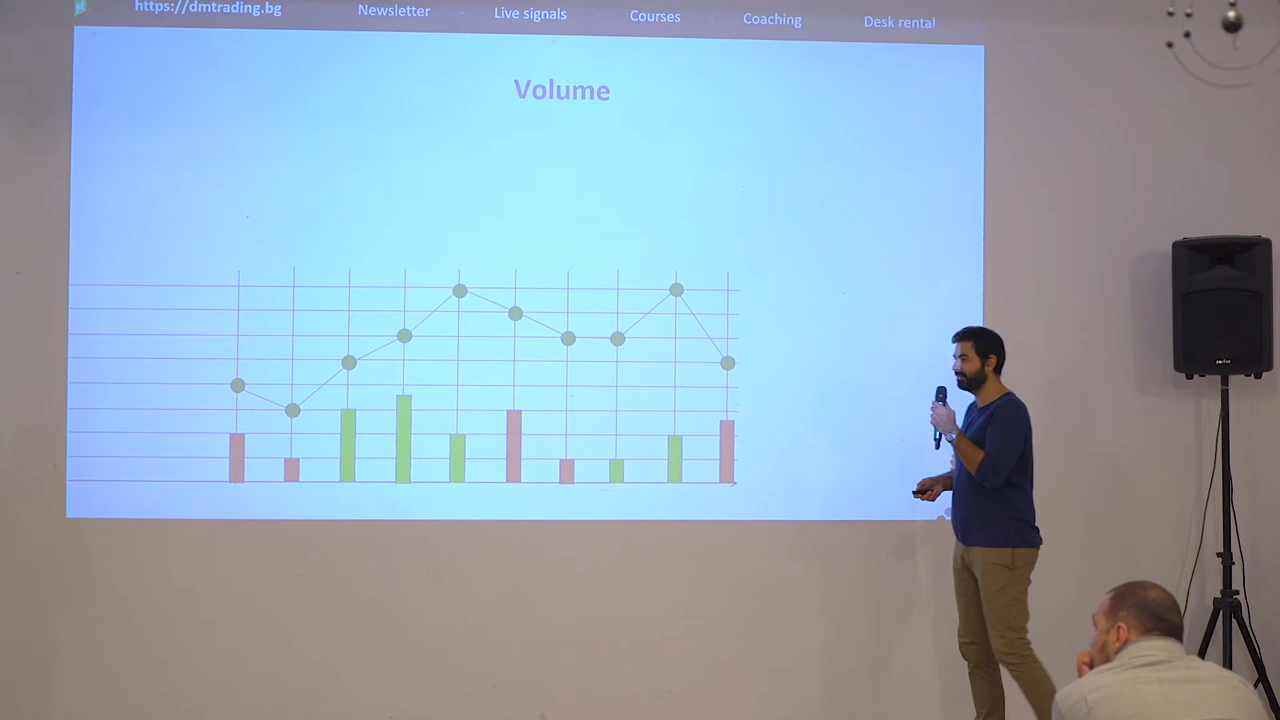 https://dmtrading.bg - Newsletter - Live signals - Courses - Coaching Desk rental
Volume